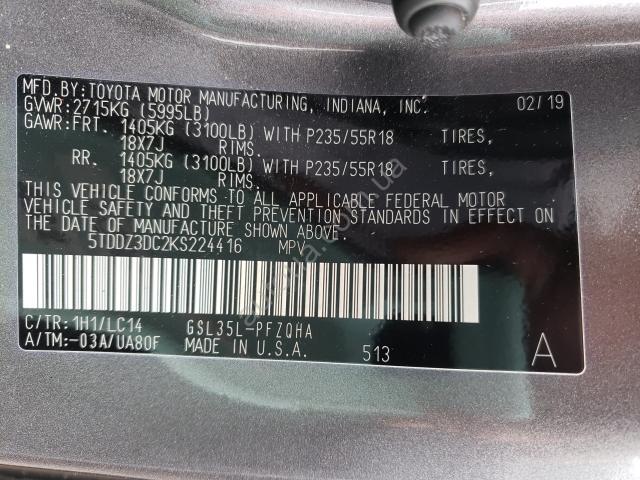 MFD.BY:TOYOTA MOTOR MANUFACTURING, INDIANA, INC. 02/19
GVWR:2715KG (5995LB)
GAWR:FRT. 1405KG (3100LB) WITH P235/55R18 TIRES,
18X7J RIMS.
RR. 1405KG (3100LB) WITH P235/55R18 TIRES,
18X7J RIMS.
THIS VEHICLE CONFORMS TO ALL APPLICABLE FEDERAL MOTOR
VEHICLE SAFETY AND THEFT PREVENTION STANDARDS IN EFFECT ON
THE DATE OF MANUFACTURE SHOWN ABOVE.
5TDDZ3DC2KS224416 MPV
C/TR:1H1/LC14 GSL35L-PFZQHA
A/TM:-03A/UA80F MADE IN U.S.A. 513 A